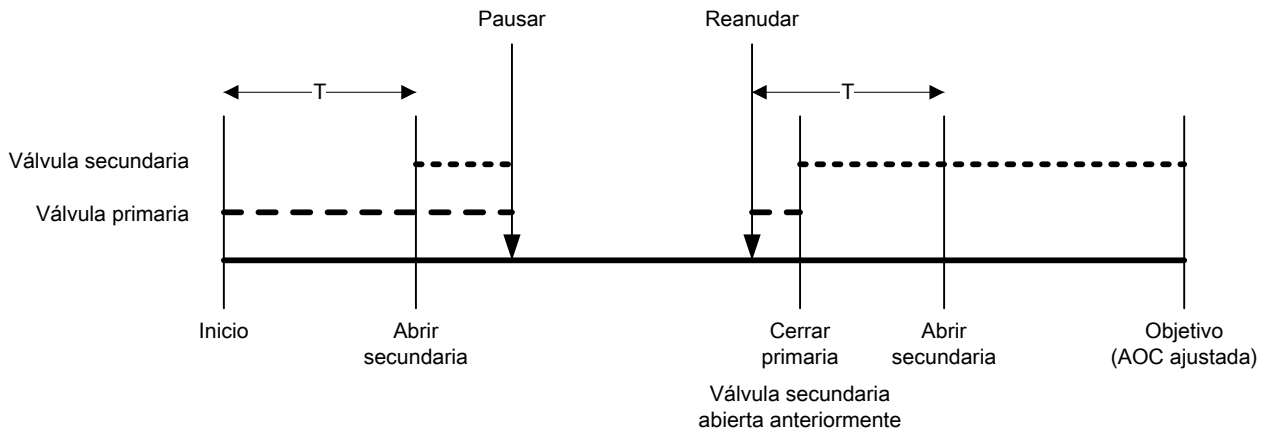 Pausar
Reanudar
T
T
Válvula secundaria
Válvula primaria
Inicio
Abrir
secundaria
Cerrar
primaria
Válvula secundaria
abierta anteriormente
Abrir
secundaria
Objetivo
(AOC ajustada)